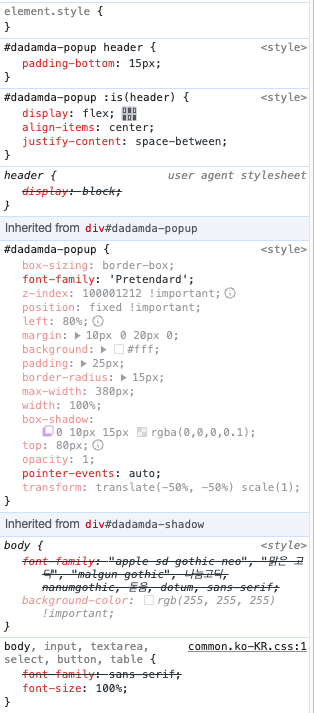 element.style {
}
#dadamda-popup header { <style>
padding-bottom: 15px;
}
#dadamda-popup :is(header) { <style>
display: flex;
align-items: center;
justify-content: space-between;
}
header { user agent stylesheet
display: block;
}
Inherited from div#dadamda-popup
#dadamda-popup { <style>
box-sizing: border-box;
font-family: 'Pretendard';
z-index: 100001212 !important;
position: fixed !important;
left: 80%;
margin: 10px 0 20px 0;
background: #fff;
padding: 25px;
border-radius: 15px;
max-width: 380px;
width: 100%;
box-shadow:
0 10px 15px rgba(0,0,0,0.1);
top: 80px;
opacity: 1;
pointer-events: auto;
transform: translate(-50%, -50%) scale(1);
}
Inherited from div#dadamda-shadow
body { <style>
font-family: "apple sd gothic neo", "맑은 고
딕", "malgun gothic", 나눔고딕,
nanumgothic, 돋움, dotum, sans-serif;
background-color: rgb(255, 255, 255)
!important;
}
body, input, textarea, common.ko-KR.css:1
select, button, table {
font-family: sans-serif;
font-size: 100%;
}